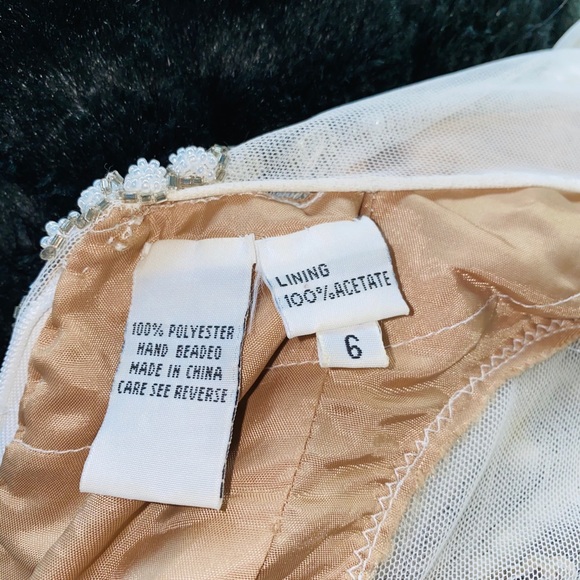 100% POLYESTER
HAND BEADED
MADE IN CHINA
CARE SEE REVERSE
LINING
100% ACETATE
6